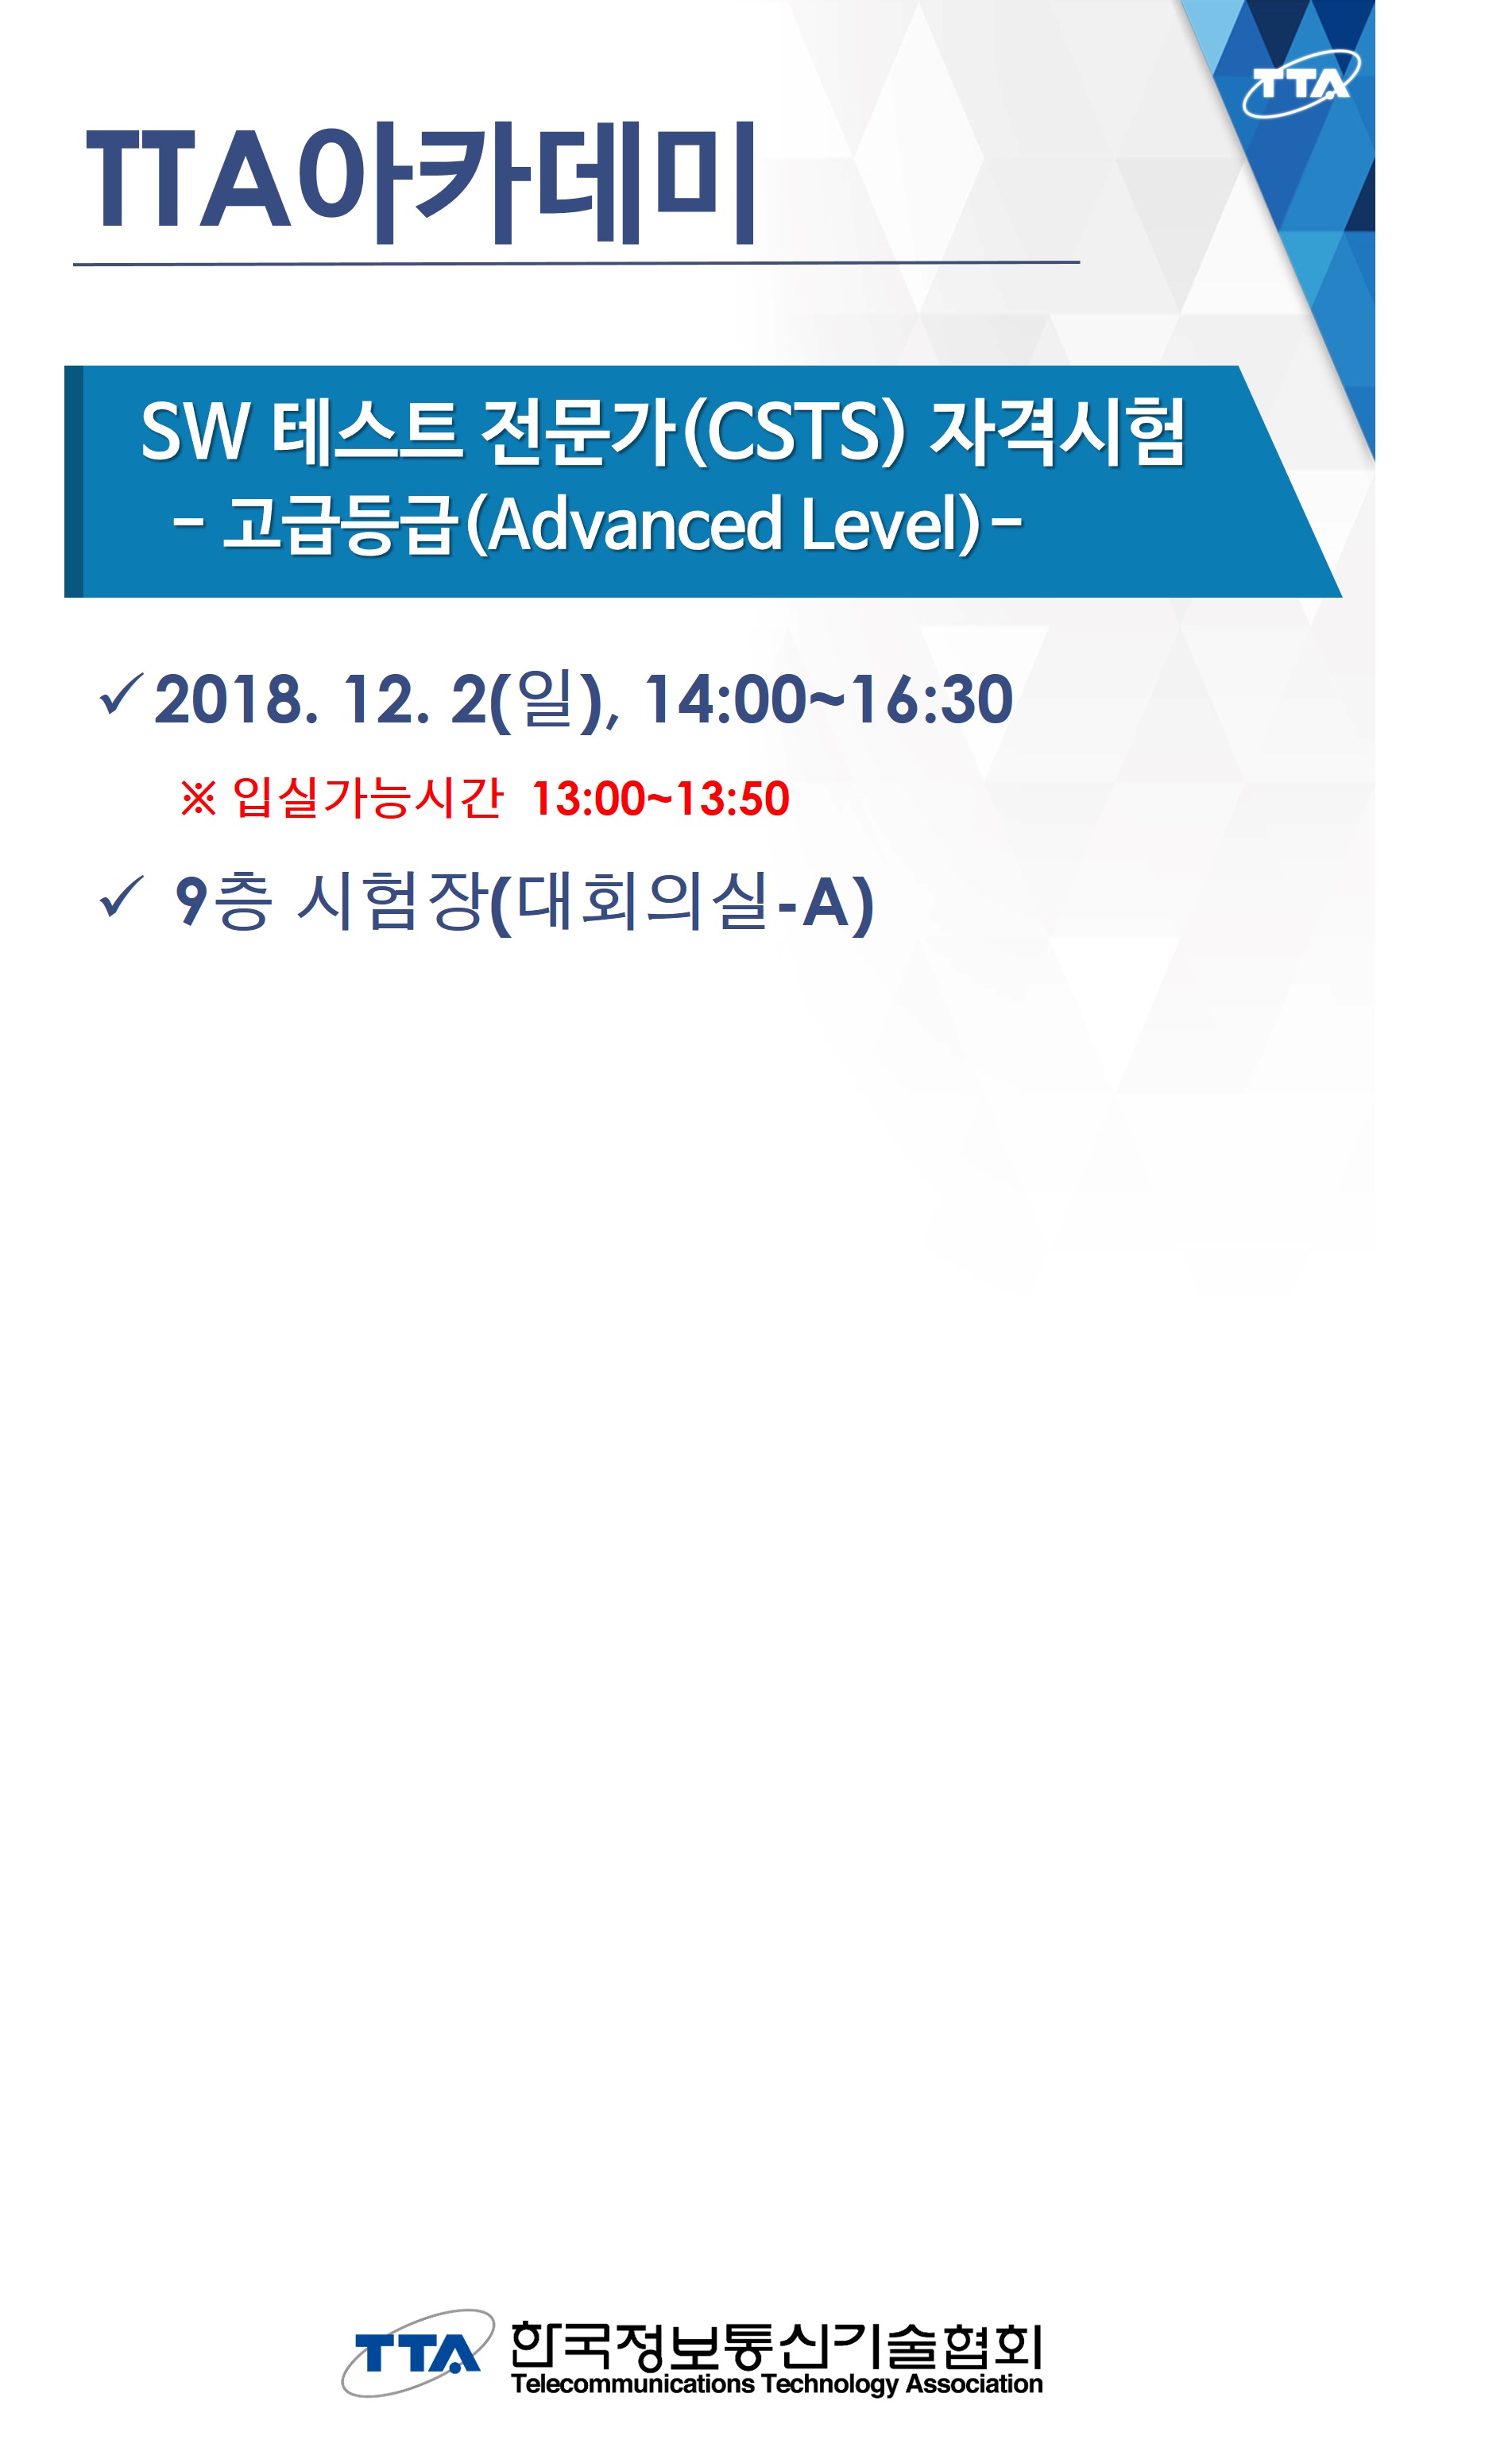 TTA
TTA아카데미
SW 테스트 전문가(CSTS) 자격시험
- 고급등급(Advanced Level)-
✓2018. 12. 2(일), 14:00~16:30
※ 입실가능시간 13:00~13:50
✓ 9층 시험장(대회의실-A)
TTA 한국정보통신기술협회
Telecommunications Technology Association